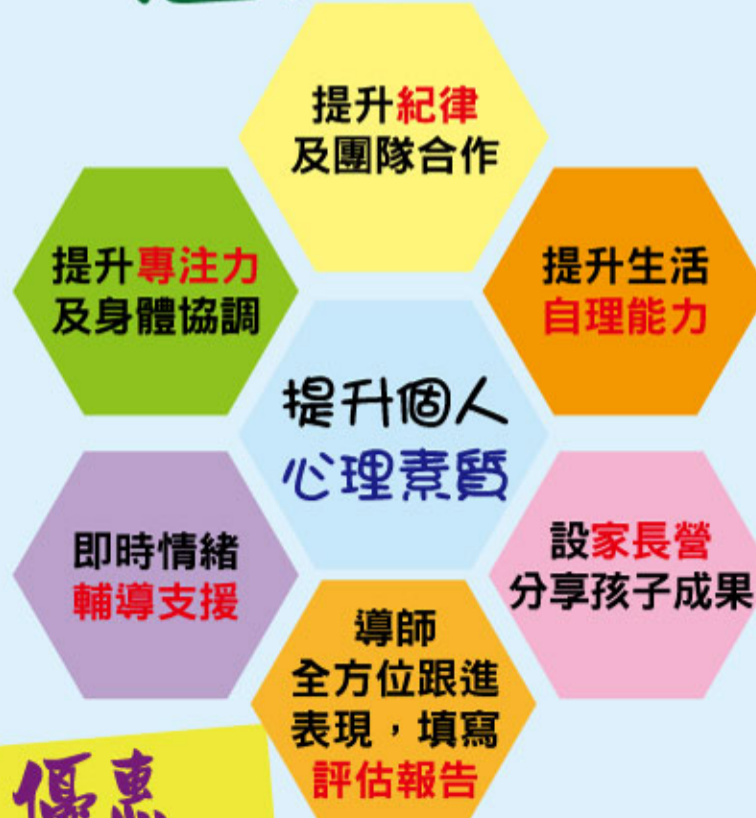 提升紀律
及團隊合作
提升專注力
及身體協調
提升生活
自理能力
提升個人
心理素質
即時情緒
輔導支援
設家長營
分享孩子成果
導師
全方位跟進
表現，填寫
評估報告
優惠